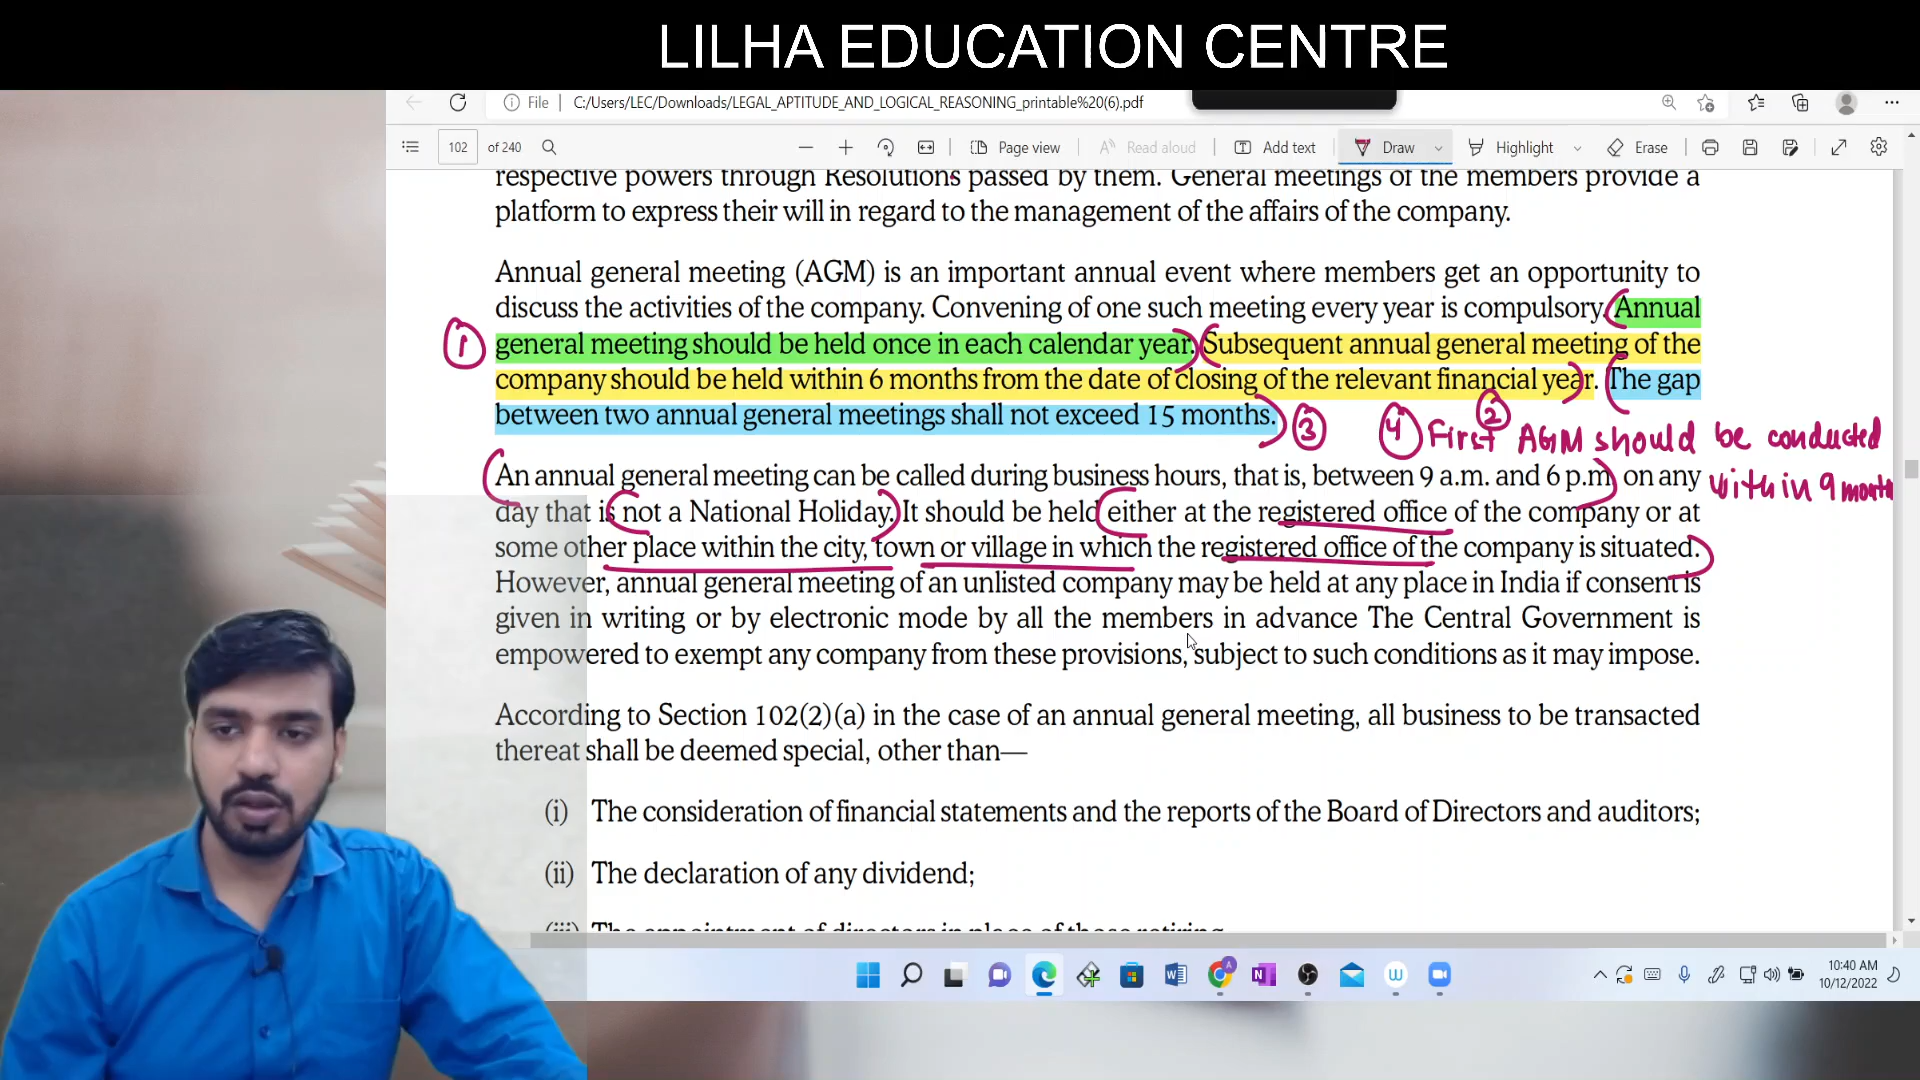 LILHA EDUCATION CENTRE
File C:/Users/LEC/Downloads/LEGAL_APTITUDE_AND_LOGICAL_REASONING_printable%20(6).pdf
102 of 240 Page view Read aloud Add text Draw Highlight Erase
respective powers through Resolutions passed by them. General meetings of the members provide a
platform to express their will in regard to the management of the affairs of the company.
Annual general meeting (AGM) is an important annual event where members get an opportunity to
discuss the activities of the company. Convening of one such meeting every year is compulsory. Annual
1 general meeting should be held once in each calendar year. Subsequent annual general meeting of the
company should be held within 6 months from the date of closing of the relevant financial year. The gap
between two annual general meetings shall not exceed 15 months. 3 2
4 First AGM should be conducted
within 9 month
An annual general meeting can be called during business hours, that is, between 9 a.m. and 6 p.m. on any
day that is not a National Holiday. It should be held either at the registered office of the company or at
some other place within the city, town or village in which the registered office of the company is situated.
However, annual general meeting of an unlisted company may be held at any place in India if consent is
given in writing or by electronic mode by all the members in advance The Central Government is
empowered to exempt any company from these provisions, subject to such conditions as it may impose.
According to Section 102(2)(a) in the case of an annual general meeting, all business to be transacted
thereat shall be deemed special, other than—
(i) The consideration of financial statements and the reports of the Board of Directors and auditors;
(ii) The declaration of any dividend;
(iii) The appointment of directors in place of those retiring
10:40 AM
10/12/2022